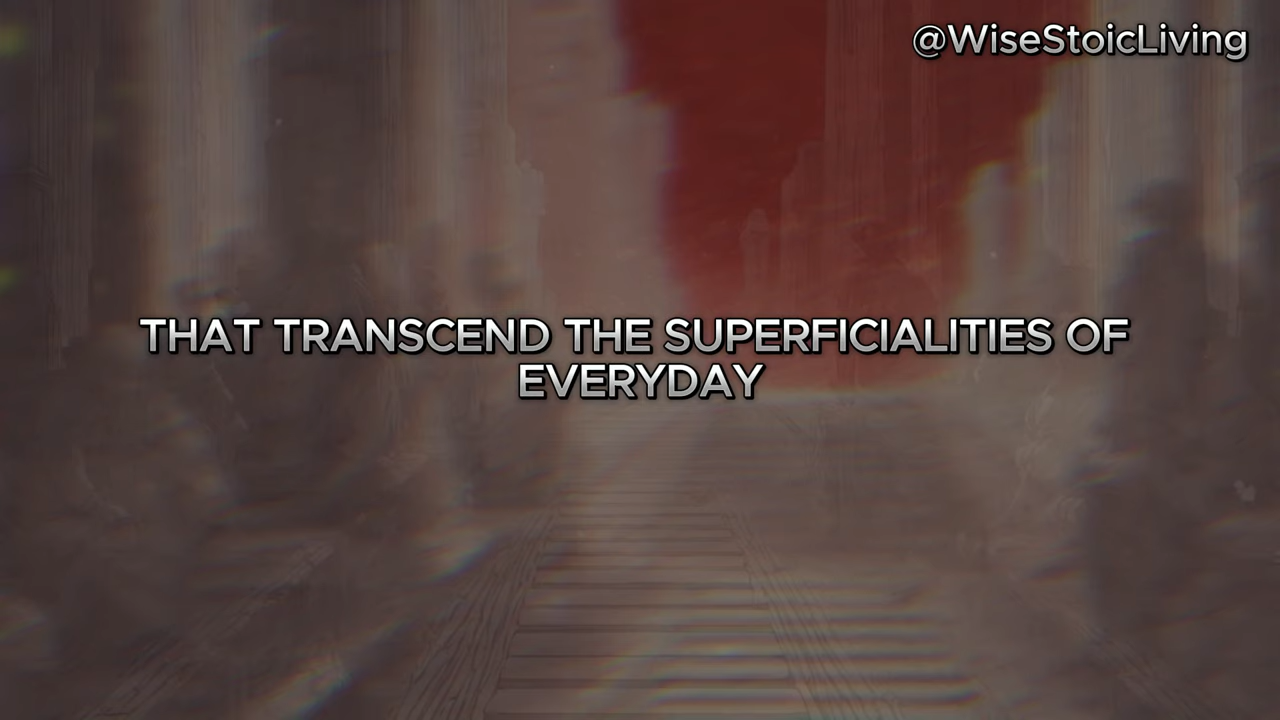 @WiseStoicLiving
THAT TRANSCEND THE SUPERFICIALITIES OF
EVERYDAY